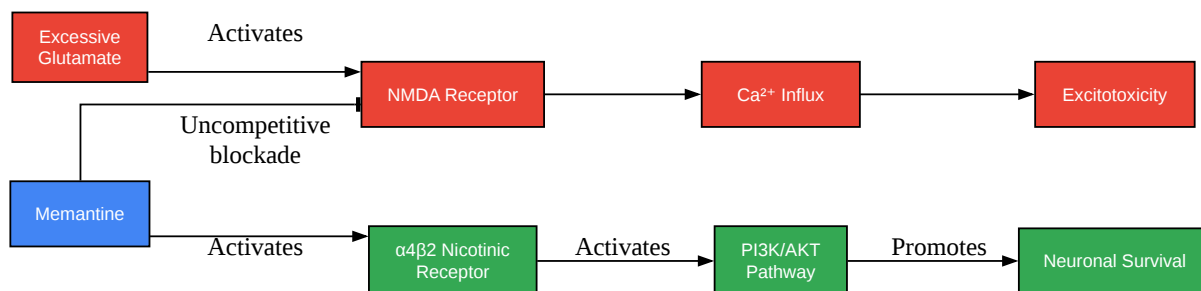 Excessive
Glutamate
Activates
NMDA Receptor
Ca²⁺ Influx
Excitotoxicity
Uncompetitive
blockade
Memantine
Activates
α4β2 Nicotinic
Receptor
Activates
PI3K/AKT
Pathway
Promotes
Neuronal Survival